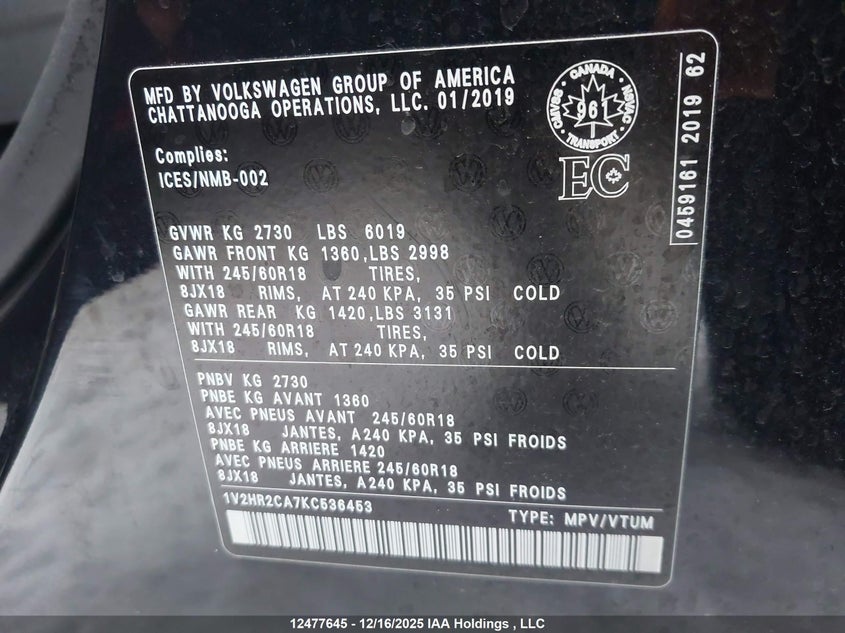 MFD BY VOLKSWAGEN GROUP OF AMERICA
CHATTANOOGA OPERATIONS, LLC. 01/2019
CANADA
CMVSS
NSVAC
961
TRANSPORT
EC
0459161 2019 62
Complies:
ICES/NMB-002
GVWR KG 2730 LBS 6019
GAWR FRONT KG 1360,LBS 2998
WITH 245/60R18 TIRES,
8JX18 RIMS, AT 240 KPA, 35 PSI COLD
GAWR REAR KG 1420,LBS 3131
WITH 245/60R18 TIRES,
8JX18 RIMS, AT 240 KPA, 35 PSI COLD
PNBV KG 2730
PNBE KG AVANT 1360
AVEC PNEUS AVANT 245/60R18
8JX18 JANTES, A 240 KPA, 35 PSI FROIDS
PNBE KG ARRIERE 1420
AVEC PNEUS ARRIERE 245/60R18
8JX18 JANTES, A 240 KPA, 35 PSI FROIDS
1V2HR2CA7KC536453
TYPE: MPV/VTUM
12477645 - 12/16/2025 IAA Holdings , LLC